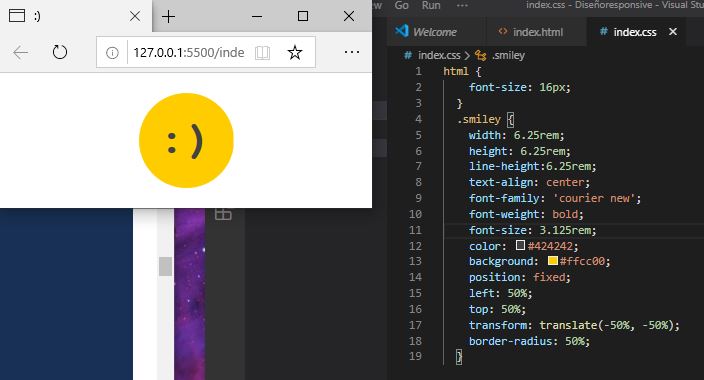 :)
Go Run
index.css - Diseñoresponsive - Visual Stu
127.0.0.1:5500/inde
Welcome
<> index.html
# index.css
# index.css > .smiley
: )
1 html {
2 font-size: 16px;
3 }
4 .smiley {
5 width: 6.25rem;
6 height: 6.25rem;
7 line-height:6.25rem;
8 text-align: center;
9 font-family: 'courier new';
10 font-weight: bold;
11 font-size: 3.125rem;
12 color: #424242;
13 background: #ffcc00;
14 position: fixed;
15 left: 50%;
16 top: 50%;
17 transform: translate(-50%, -50%);
18 border-radius: 50%;
19 }